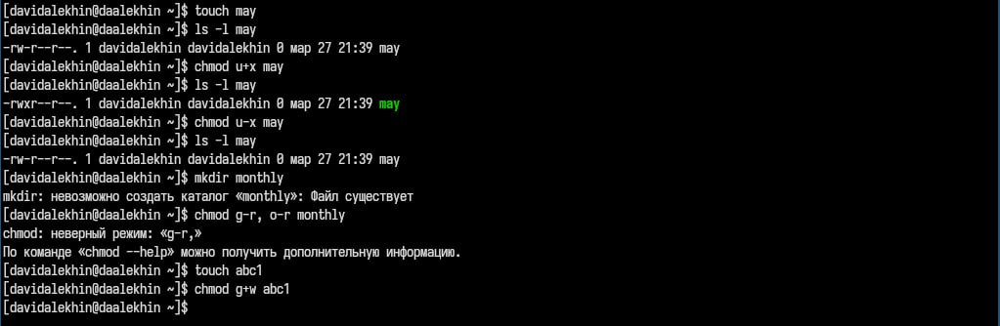 [davidalekhin@daalekhin ~]$ touch may
[davidalekhin@daalekhin ~]$ ls -l may
-rw-r--r--. 1 davidalekhin davidalekhin 0 мар 27 21:39 may
[davidalekhin@daalekhin ~]$ chmod u+x may
[davidalekhin@daalekhin ~]$ ls -l may
-rwxr--r--. 1 davidalekhin davidalekhin 0 мар 27 21:39 may
[davidalekhin@daalekhin ~]$ chmod u-x may
[davidalekhin@daalekhin ~]$ ls -l may
-rw-r--r--. 1 davidalekhin davidalekhin 0 мар 27 21:39 may
[davidalekhin@daalekhin ~]$ mkdir monthly
mkdir: невозможно создать каталог «monthly»: Файл существует
[davidalekhin@daalekhin ~]$ chmod g-r, o-r monthly
chmod: неверный режим: «g-r,»
По команде «chmod --help» можно получить дополнительную информацию.
[davidalekhin@daalekhin ~]$ touch abc1
[davidalekhin@daalekhin ~]$ chmod g+w abc1
[davidalekhin@daalekhin ~]$